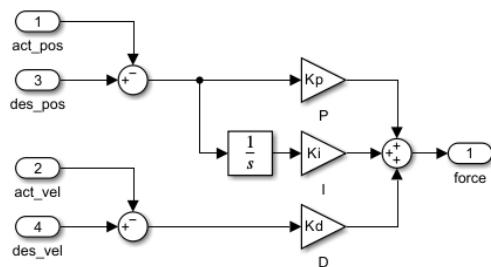 1
act_pos
3
des_pos
+ −
Kp
P
1
s
Ki
I
+
+
+
1
force
2
act_vel
4
des_vel
+ −
Kd
D